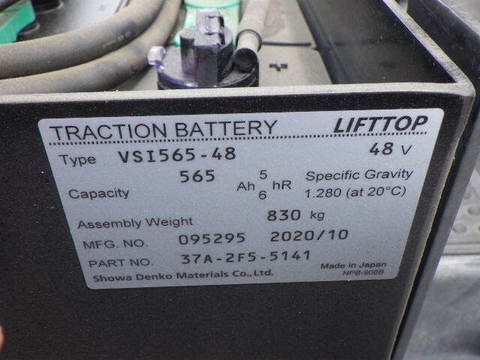 TRACTION BATTERY LIFTTOP
Type VSI565-48 48 V
Capacity 565 Ah 5 hR Specific Gravity
6 1.280 (at 20°C)
Assembly Weight 830 kg
MFG. NO. 095295 2020/10
PART NO. 37A-2F5-5141 Made in Japan
Showa Denko Materials Co., Ltd.